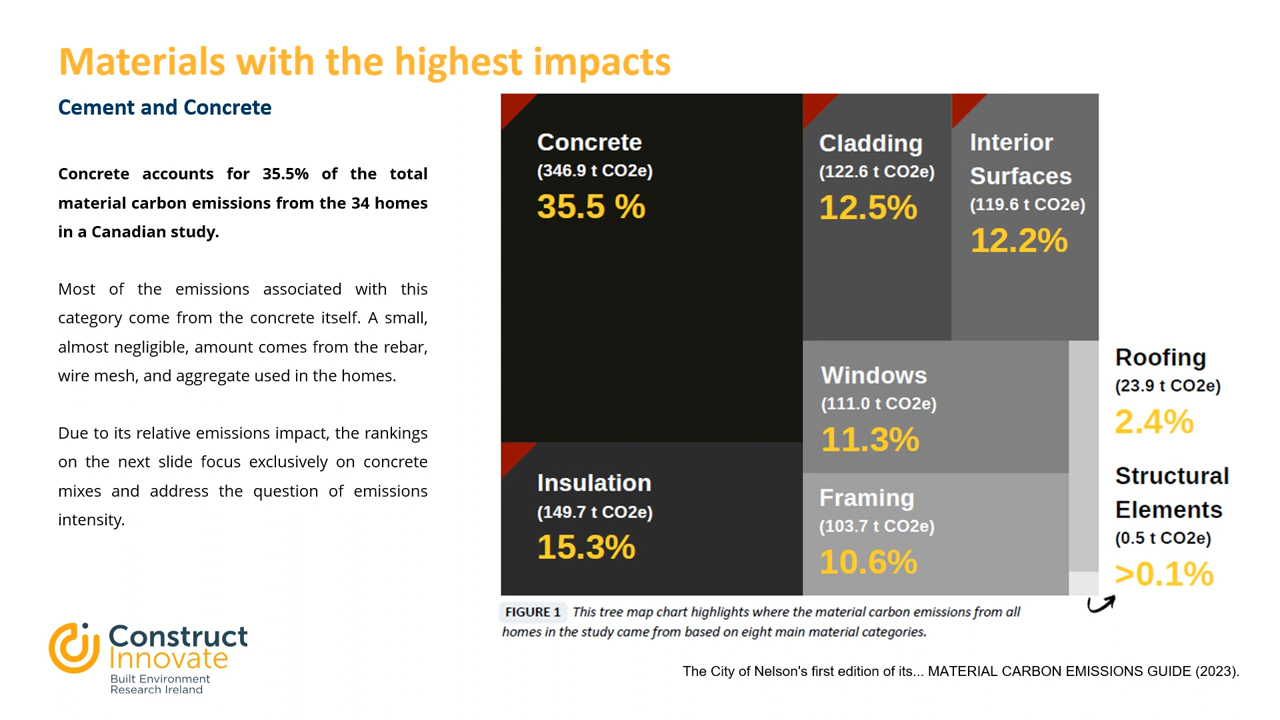 Materials with the highest impacts
Cement and Concrete
Concrete accounts for 35.5% of the total
material carbon emissions from the 34 homes
in a Canadian study.
Most of the emissions associated with this
category come from the concrete itself. A small,
almost negligible, amount comes from the rebar,
wire mesh, and aggregate used in the homes.
Due to its relative emissions impact, the rankings
on the next slide focus exclusively on concrete
mixes and address the question of emissions
intensity.
Concrete
(346.9 t CO2e)
35.5 %
Cladding
(122.6 t CO2e)
12.5%
Interior
Surfaces
(119.6 t CO2e)
12.2%
Insulation
(149.7 t CO2e)
15.3%
Windows
(111.0 t CO2e)
11.3%
Framing
(103.7 t CO2e)
10.6%
Roofing
(23.9 t CO2e)
2.4%
Structural
Elements
(0.5 t CO2e)
>0.1%
FIGURE 1 This tree map chart highlights where the material carbon emissions from all
homes in the study came from based on eight main material categories.
Construct
Innovate
Built Environment
Research Ireland
The City of Nelson's first edition of its... MATERIAL CARBON EMISSIONS GUIDE (2023).